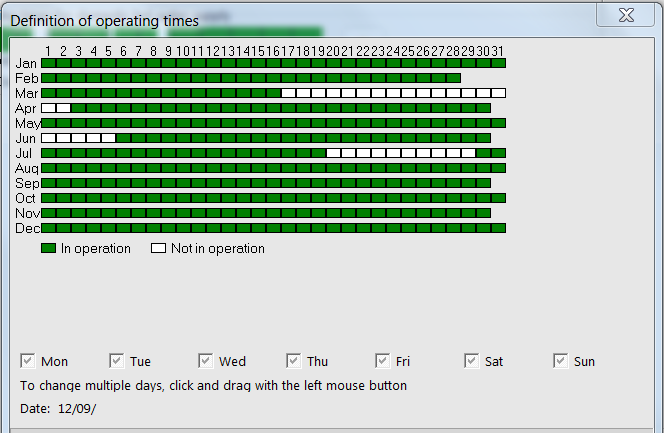 Definition of operating times
1 2 3 4 5 6 7 8 9 10 11 12 13 14 15 16 17 18 19 20 21 22 23 24 25 26 27 28 29 30 31
Jan
Feb
Mar
Apr
May
Jun
Jul
Aug
Sep
Oct
Nov
Dec
In operation Not in operation
Mon Tue Wed Thu Fri Sat Sun
To change multiple days, click and drag with the left mouse button
Date: 12/09/